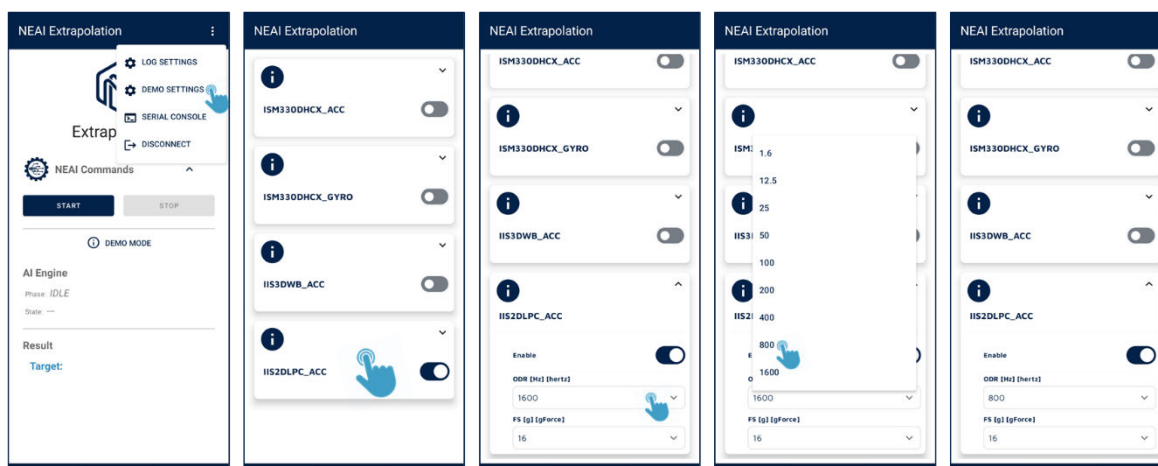 NEAI Extrapolation
LOG SETTINGS
DEMO SETTINGS
SERIAL CONSOLE
DISCONNECT
Extrap
NEAI Commands
START
STOP
DEMO MODE
AI Engine
Phase: IDLE
State: ---
Result
Target:
NEAI Extrapolation
ISM330DHCX_ACC
ISM330DHCX_GYRO
IIS3DWB_ACC
IIS2DLPC_ACC
NEAI Extrapolation
ISM330DHCX_ACC
ISM330DHCX_GYRO
IIS3DWB_ACC
IIS2DLPC_ACC
Enable
ODR [Hz] [hertz]
1600
FS [g] [gForce]
16
NEAI Extrapolation
ISM330DHCX_ACC
ISM3
1.6
12.5
25
IIS3
50
100
200
IIS2
400
800
1600
1600
FS [g] [gForce]
16
NEAI Extrapolation
ISM330DHCX_ACC
ISM330DHCX_GYRO
IIS3DWB_ACC
IIS2DLPC_ACC
Enable
ODR [Hz] [hertz]
800
FS [g] [gForce]
16